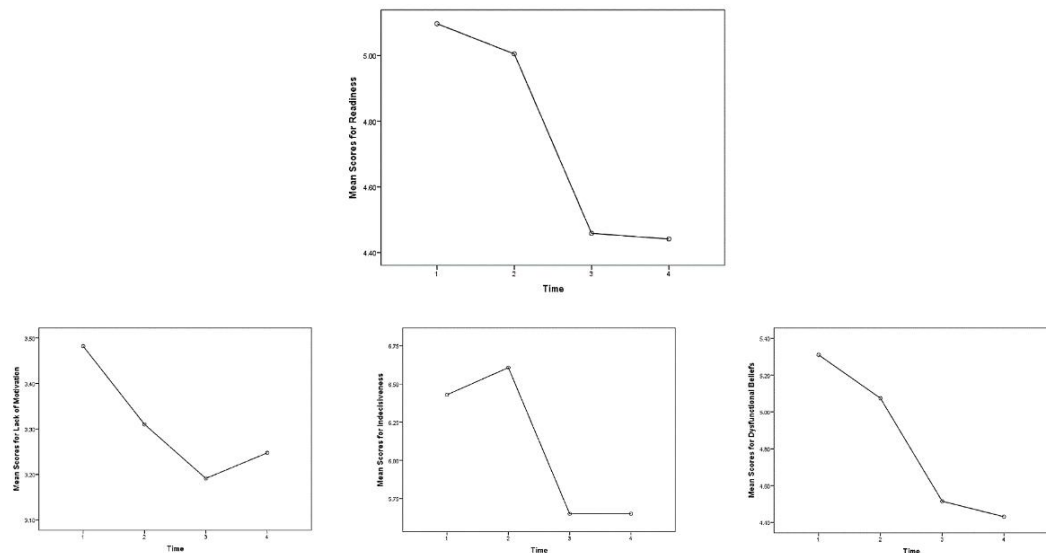 Mean Scores for Readiness
5.00
4.80
4.60
4.40
1 2 3 4
Time
Mean Scores for Lack of Motivation
3.50
3.40
3.30
3.20
3.10
1 2 3 4
Time
Mean Scores for Indecisiveness
6.75
6.50
6.25
6.00
5.75
1 2 3 4
Time
Mean Scores for Dysfunctional Beliefs
5.40
5.20
5.00
4.80
4.60
4.40
1 2 3 4
Time